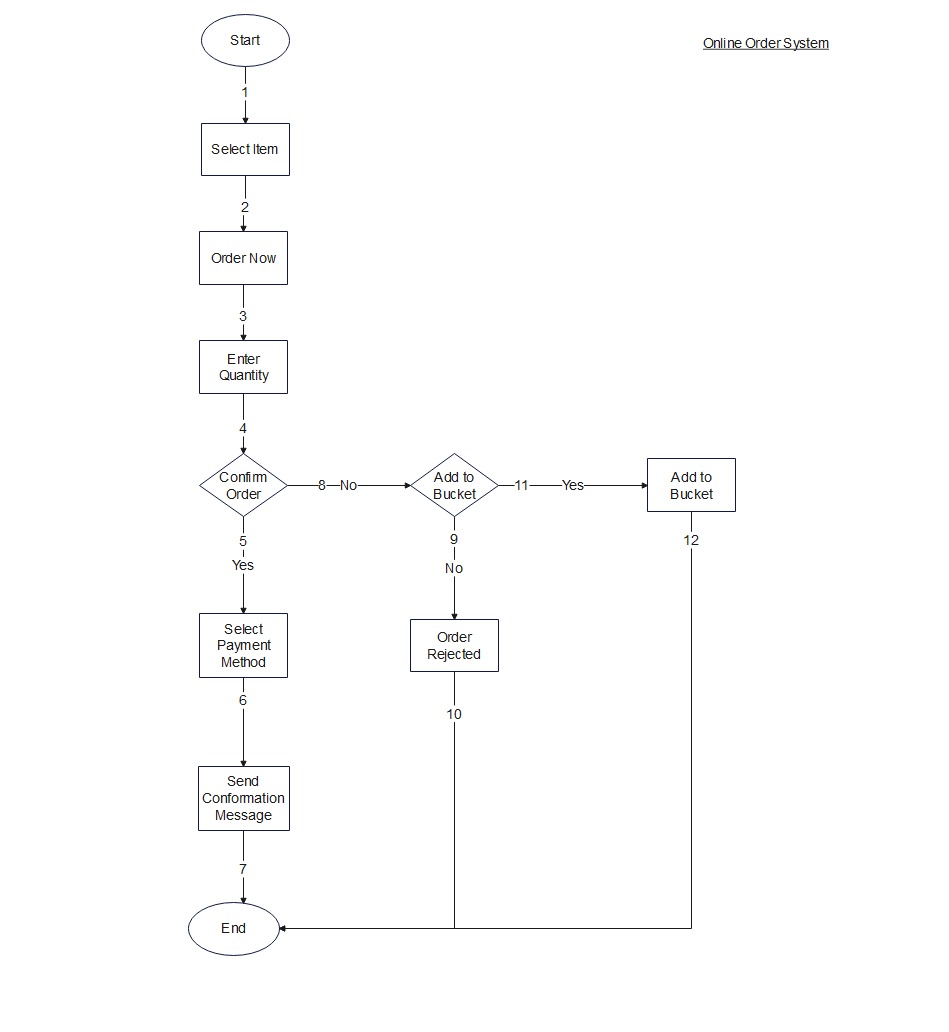 Start
Online Order System
1
Select Item
2
Order Now
3
Enter
Quantity
4
Confirm
Order
8 No
Add to
Bucket
11 Yes
Add to
Bucket
5
Yes
9
No
12
Select
Payment
Method
Order
Rejected
6
10
Send
Conformation
Message
7
End